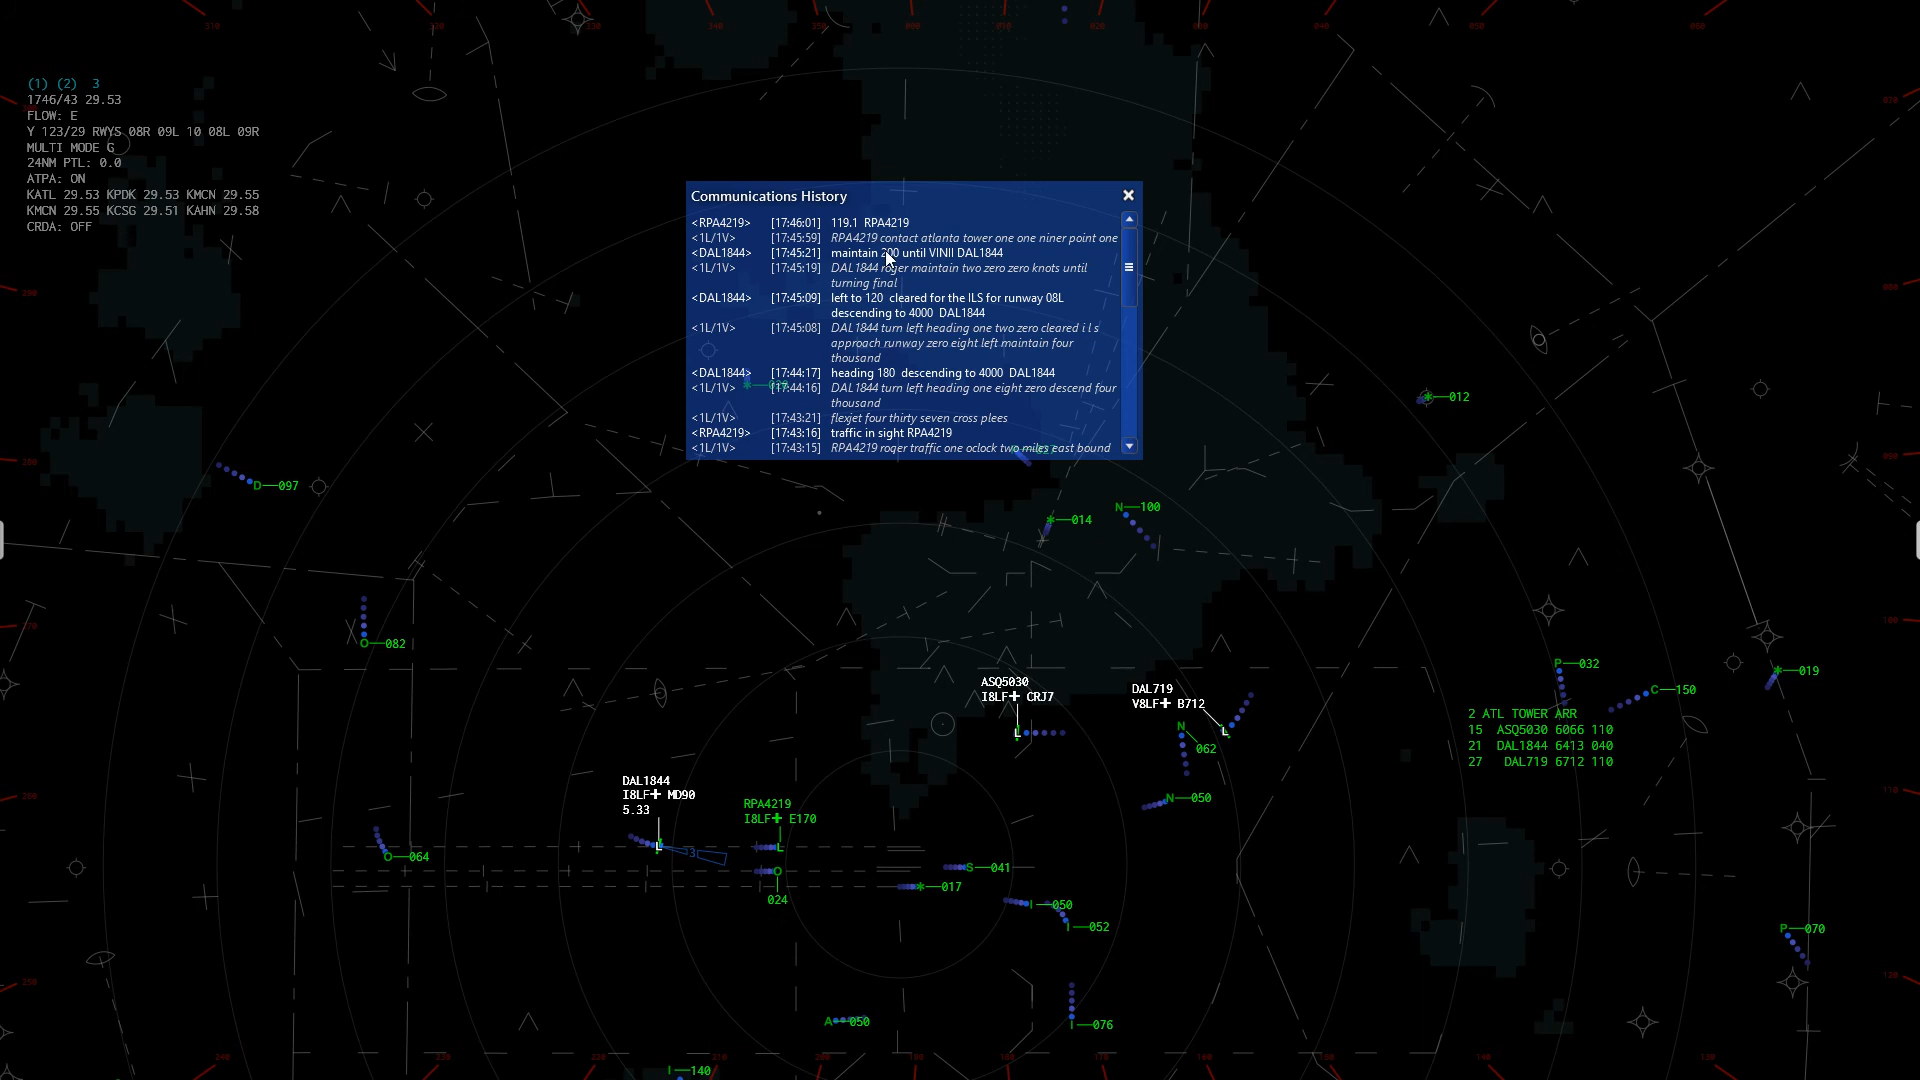 (1) (2)  3
1746/43 29.53
FLOW: E
Y 123/29 RWYS 08R 09L 10 08L 09R
MULTI MODE G
24NM PTL: 0.0
ATPA: ON
KATL 29.53 KPDK 29.53 KMCN 29.55
KMCN 29.55 KCSG 29.51 KAHN 29.58
CRDA: OFF
Communications History
<RPA4219> [17:46:01] 119.1  RPA4219
<1L/1V> [17:45:59] RPA4219 contact atlanta tower one one niner point one
<DAL1844> [17:45:21] maintain 200 until VINII DAL1844
<1L/1V> [17:45:19] DAL1844 roger maintain two zero zero knots until
turning final
<DAL1844> [17:45:09] left to 120  cleared for the ILS for runway 08L
descending to 4000  DAL1844
<1L/1V> [17:45:08] DAL1844 turn left heading one two zero cleared i l s
approach runway zero eight left maintain four
thousand
<DAL1844> [17:44:17] heading 180  descending to 4000  DAL1844
<1L/1V> [17:44:16] DAL1844 turn left heading one eight zero descend four
thousand
<1L/1V> [17:43:21] flexjet four thirty seven cross plees
<RPA4219> [17:43:16] traffic in sight RPA4219
<1L/1V> [17:43:15] RPA4219 roger traffic one oclock two miles east bound
012
D 097
014
N 100
O 082
P 032
019
C 150
ASQ5030
I8LF+ CRJ7
L
DAL719
V8LF+ B712
L
N
062
2 ATL TOWER ARR
15 ASQ5030 6066 110
21 DAL1844 6413 040
27 DAL719 6712 110
DAL1844
I8LF+ MD90
5.33
L
3
RPA4219
I8LF+ E170
L
N 050
O 064
O
024
S 041
017
I 050
I 052
P 070
A 050
I 076
I 140